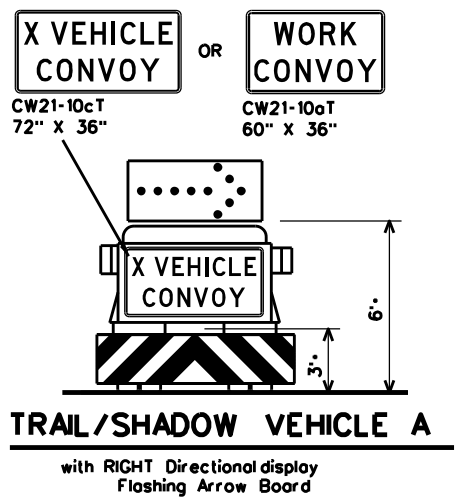 X VEHICLE
CONVOY
OR
WORK
CONVOY
CW21-10cT
72" X 36"
CW21-10aT
60" X 36"
X VEHICLE
CONVOY
6'±
3'±
TRAIL/SHADOW VEHICLE A
with RIGHT Directional display
Flashing Arrow Board